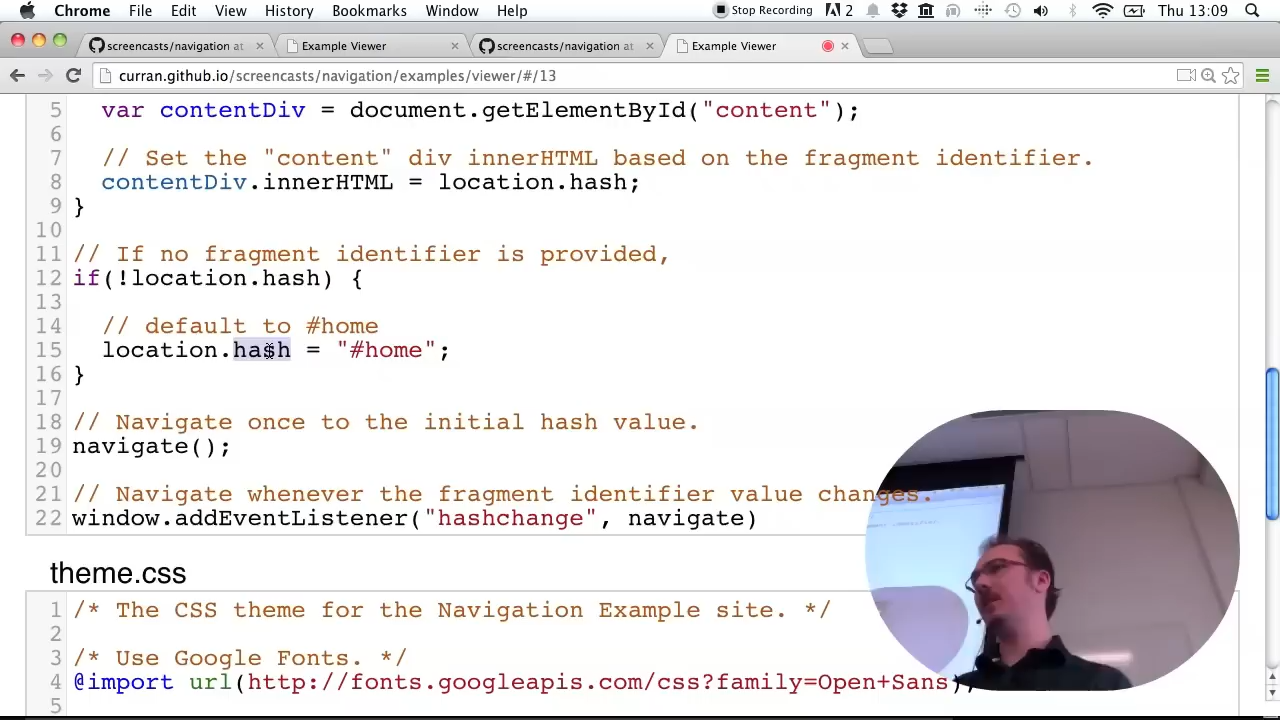 Chrome File Edit View History Bookmarks Window Help Stop Recording 2 Thu 13:09
screencasts/navigation at Example Viewer screencasts/navigation at Example Viewer
curran.github.io/screencasts/navigation/examples/viewer/#/13
5 var contentDiv = document.getElementById("content");
6
7 // Set the "content" div innerHTML based on the fragment identifier.
8 contentDiv.innerHTML = location.hash;
9 }
10
11 // If no fragment identifier is provided,
12 if(!location.hash) {
13
14 // default to #home
15 location.hash = "#home";
16 }
17
18 // Navigate once to the initial hash value.
19 navigate();
20
21 // Navigate whenever the fragment identifier value changes.
22 window.addEventListener("hashchange", navigate)
theme.css
1 /* The CSS theme for the Navigation Example site. */
2
3 /* Use Google Fonts. */
4 @import url(http://fonts.googleapis.com/css?family=Open+Sans);
5